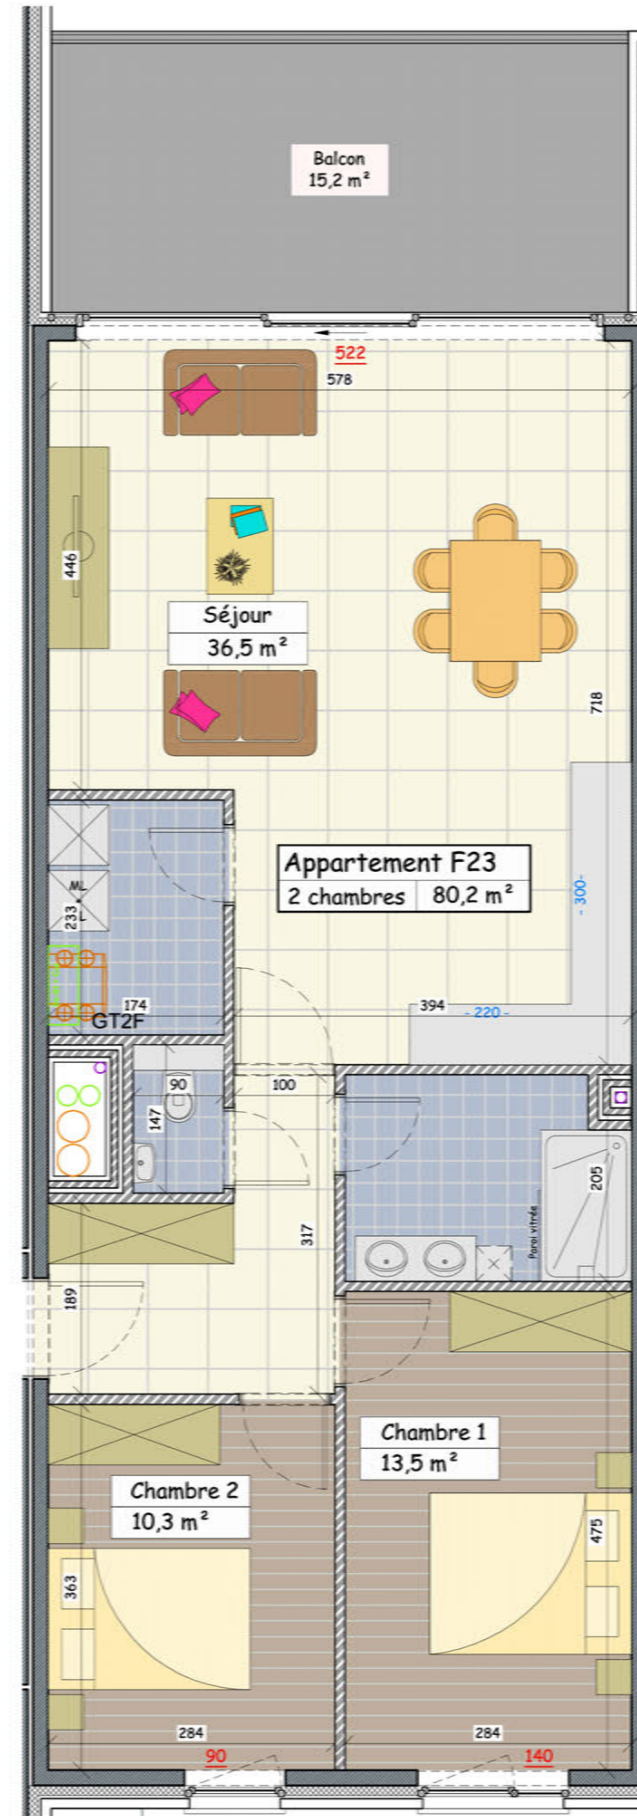 Balcon
15,2 m²
522
578
446
Séjour
36,5 m²
718
Appartement F23
2 chambres 80,2 m²
- 300-
ML
233
L
174
GT2F
394
- 220 -
90
100
147
205
Paroi vitrée
317
189
Chambre 1
13,5 m²
Chambre 2
10,3 m²
475
363
284
284
90
140